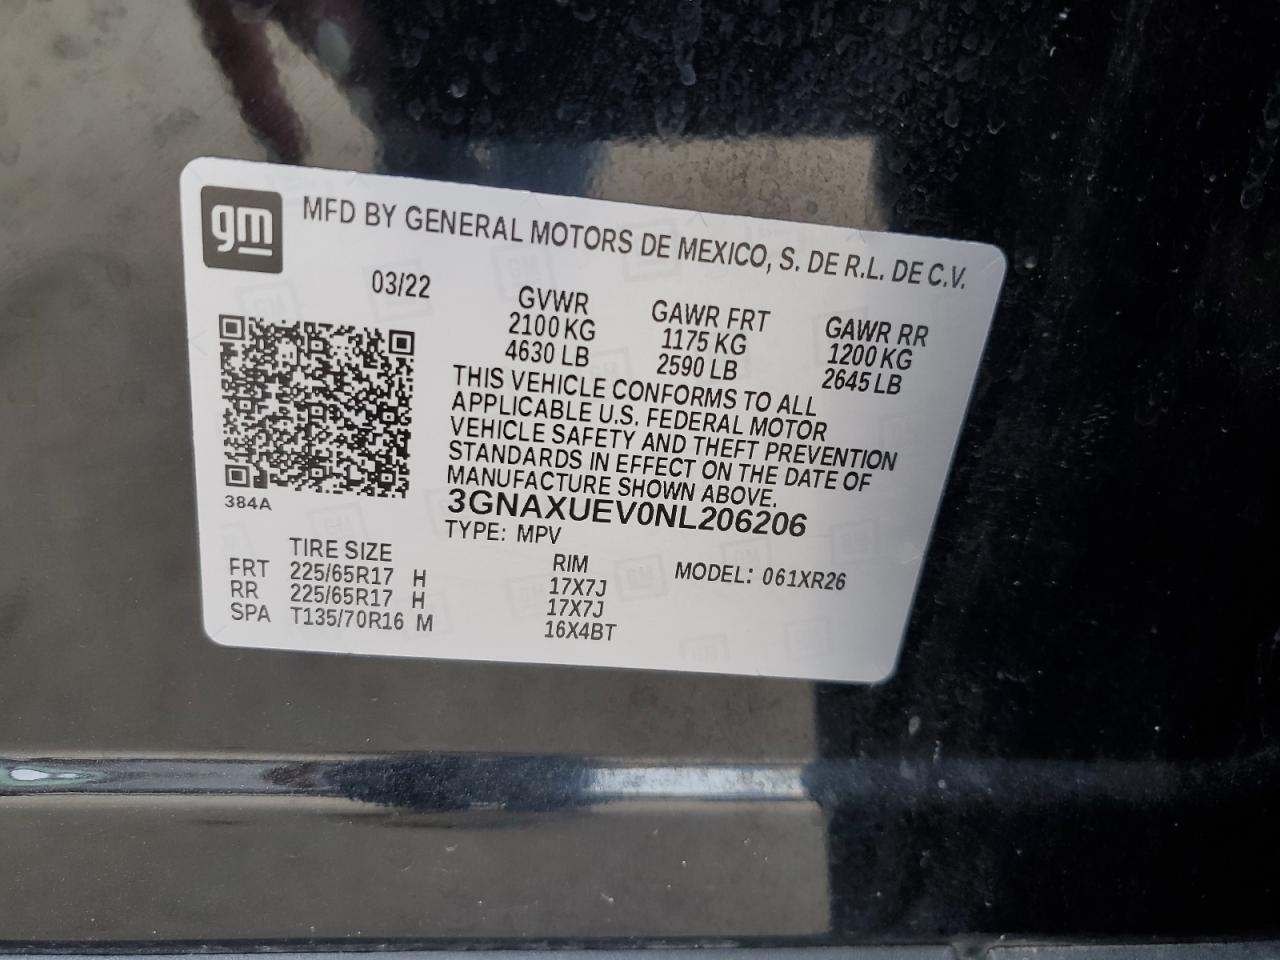 gm
MFD BY GENERAL MOTORS DE MEXICO, S. DE R.L. DE C.V.
03/22
GVWR GAWR FRT GAWR RR
2100 KG 1175 KG 1200 KG
4630 LB 2590 LB 2645 LB
THIS VEHICLE CONFORMS TO ALL
APPLICABLE U.S. FEDERAL MOTOR
VEHICLE SAFETY AND THEFT PREVENTION
STANDARDS IN EFFECT ON THE DATE OF
MANUFACTURE SHOWN ABOVE.
384A
3GNAXUEV0NL206206
TYPE: MPV
TIRE SIZE RIM MODEL: 061XR26
FRT 225/65R17 H 17X7J
RR 225/65R17 H 17X7J
SPA T135/70R16 M 16X4BT